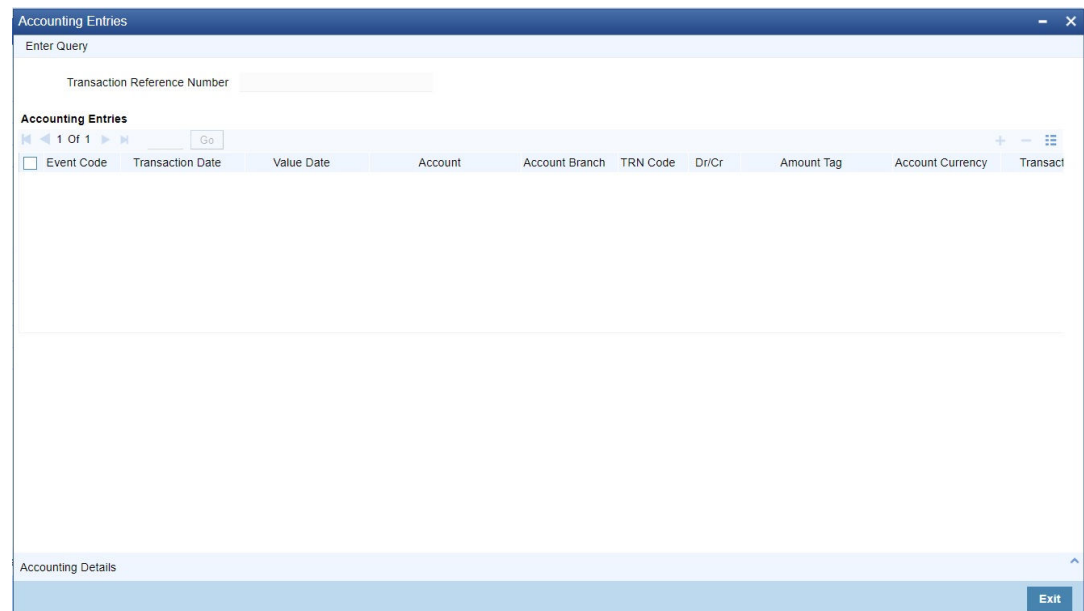 Accounting Entries
Enter Query
Transaction Reference Number
Accounting Entries
1 Of 1 Go
Event Code Transaction Date Value Date Account Account Branch TRN Code Dr/Cr Amount Tag Account Currency Transact
Accounting Details
Exit